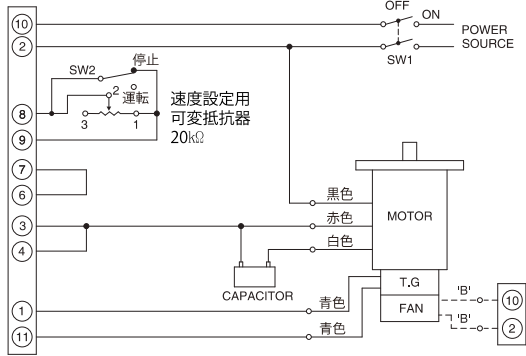 OFF
⑩
ON
POWER
SOURCE
②
SW1
停止
SW2
2
運転
速度設定用
可変抵抗器
20kΩ
⑧
3
1
⑨
⑦
⑥
黒色
③
赤色
MOTOR
④
白色
CAPACITOR
T.G
FAN
①
青色
'B'
⑩
⑪
青色
'B'
②